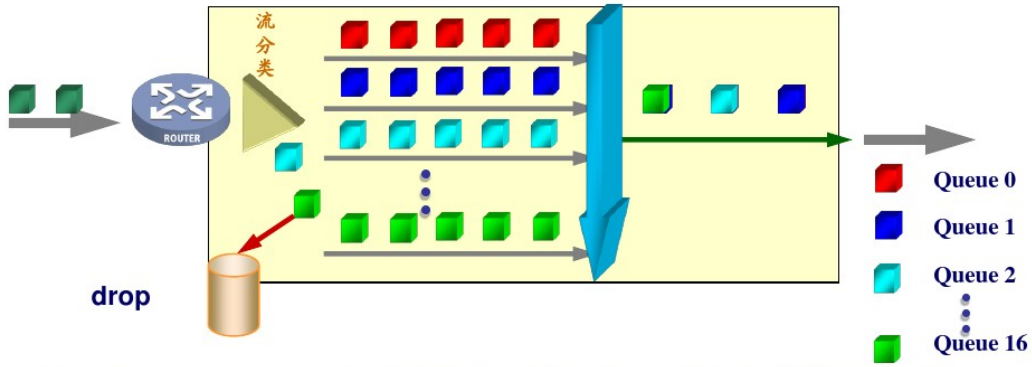 流分类
ROUTER
drop
Queue 0
Queue 1
Queue 2
Queue 16